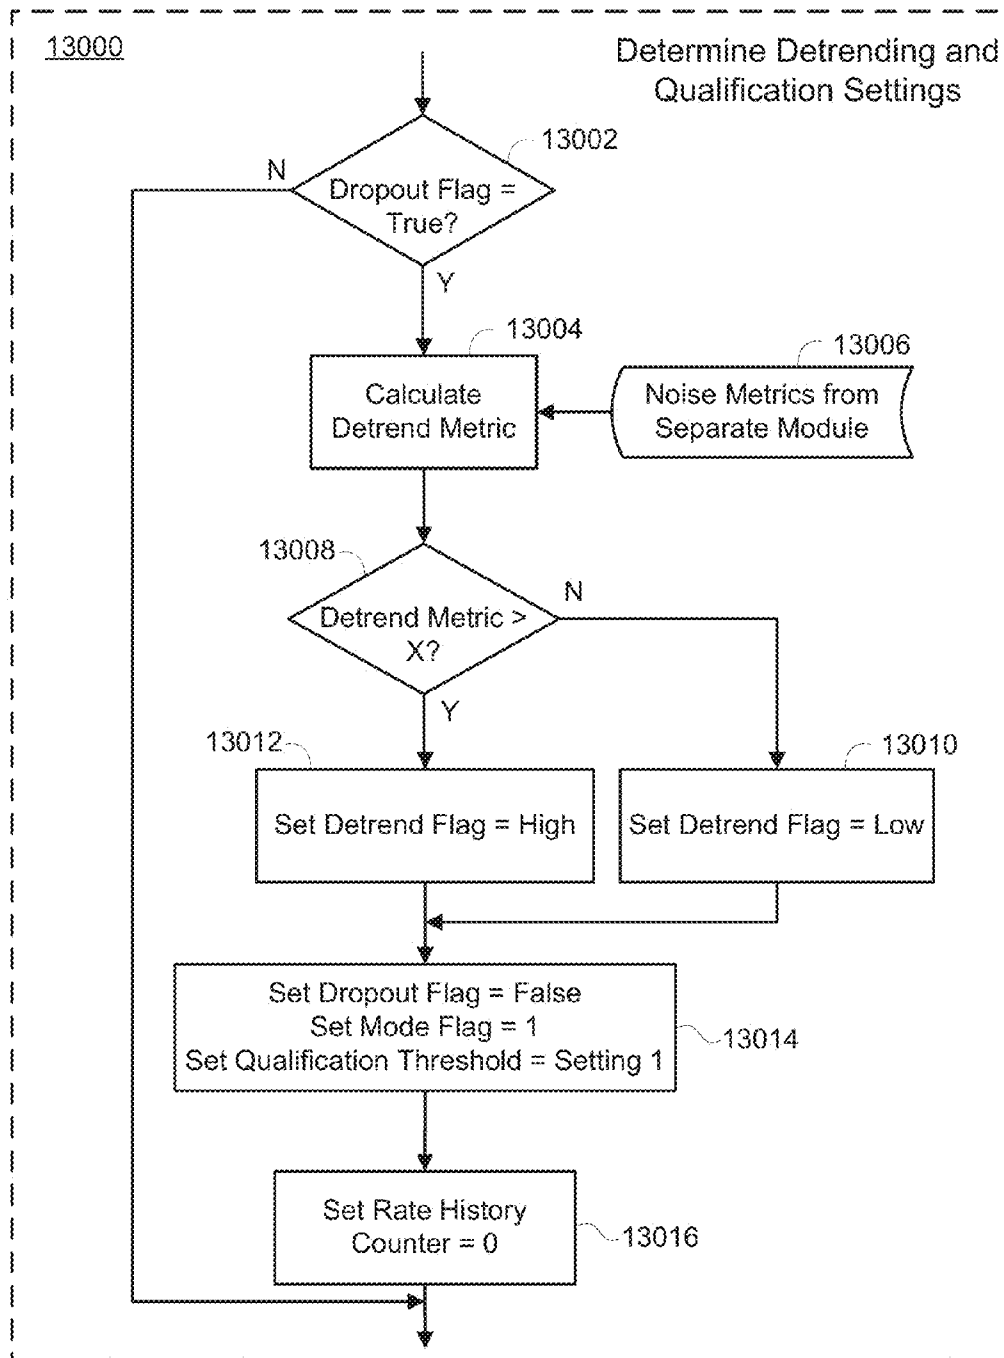 13000
Determine Detrending and
Qualification Settings
13002
N
Dropout Flag =
True?
Y
13004
13006
Calculate
Detrend Metric
Noise Metrics from
Separate Module
13008
N
Detrend Metric >
X?
Y
13012
13010
Set Detrend Flag = High
Set Detrend Flag = Low
Set Dropout Flag = False
Set Mode Flag = 1
Set Qualification Threshold = Setting 1
13014
Set Rate History
Counter = 0
13016